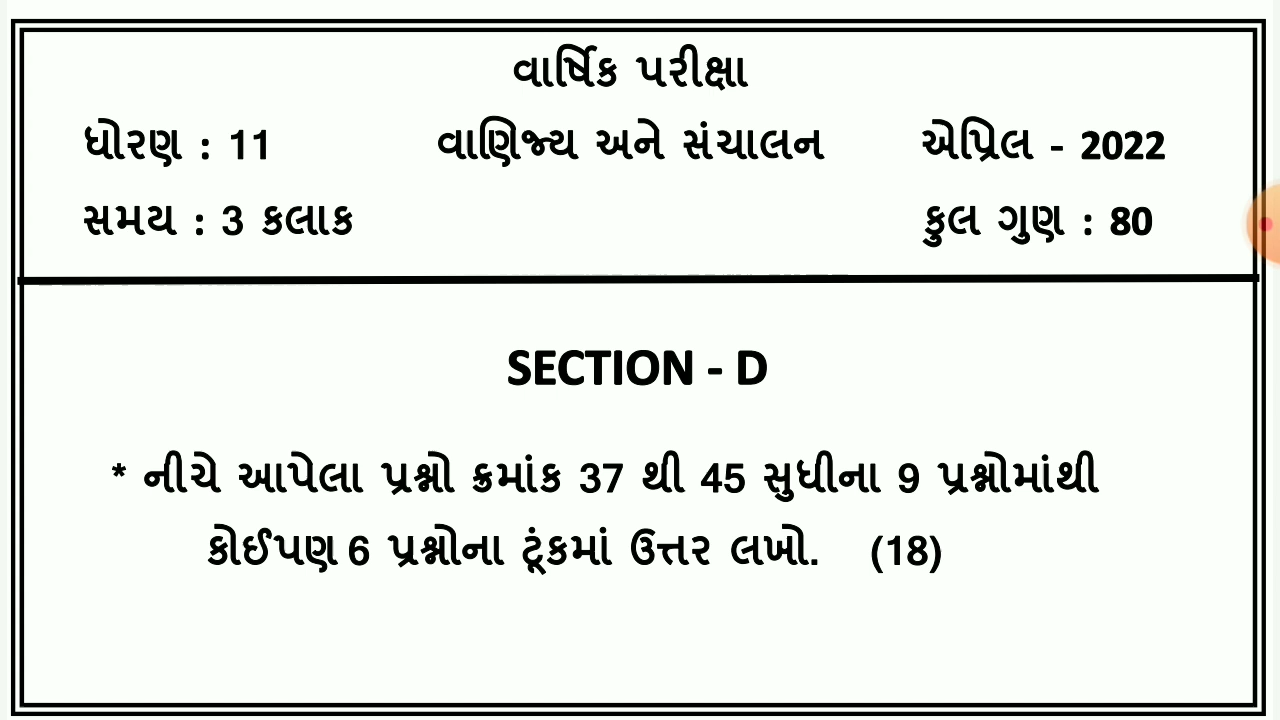 વાર્ષિક પરીક્ષા
ધોરણ : 11 વાણિજ્ય અને સંચાલન એપ્રિલ - 2022
સમય : 3 કલાક કુલ ગુણ : 80
SECTION - D
* નીચે આપેલા પ્રશ્નો ક્રમાંક 37 થી 45 સુધીના 9 પ્રશ્નોમાંથી
કોઈપણ 6 પ્રશ્નોના ટૂંકમાં ઉત્તર લખો. (18)